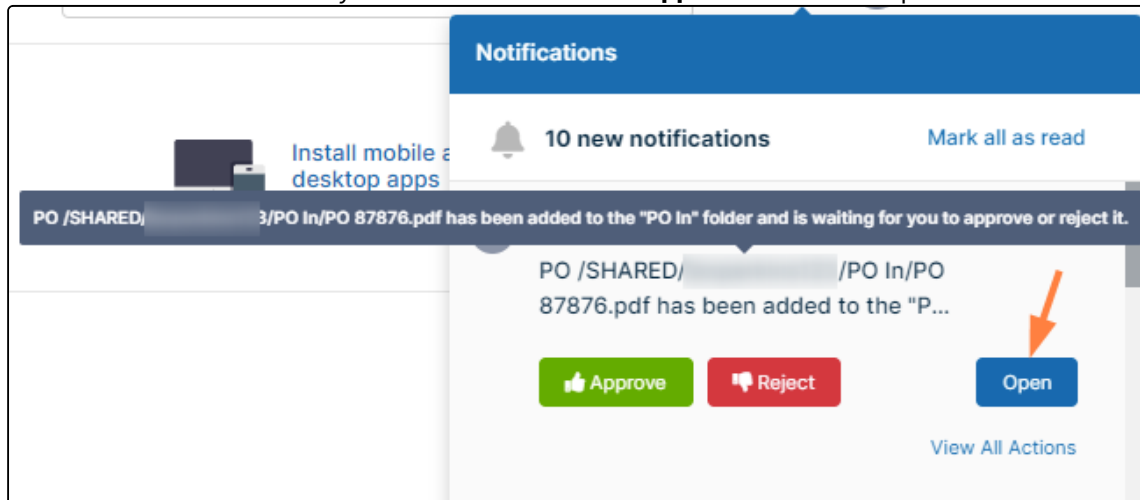 Notifications
10 new notifications
Mark all as read
Install mobile
desktop apps
PO /SHARED/ 3/PO In/PO 87876.pdf has been added to the "PO In" folder and is waiting for you to approve or reject it.
PO /SHARED/ /PO In/PO
87876.pdf has been added to the "P...
Approve
Reject
Open
View All Actions